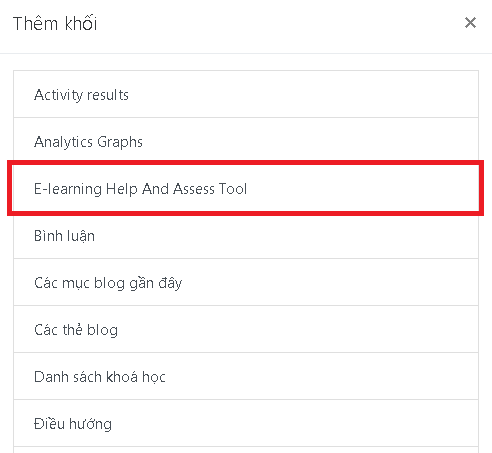 Thêm khối
×
Activity results
Analytics Graphs
E-learning Help And Assess Tool
Bình luận
Các mục blog gần đây
Các thẻ blog
Danh sách khoá học
Điều hướng